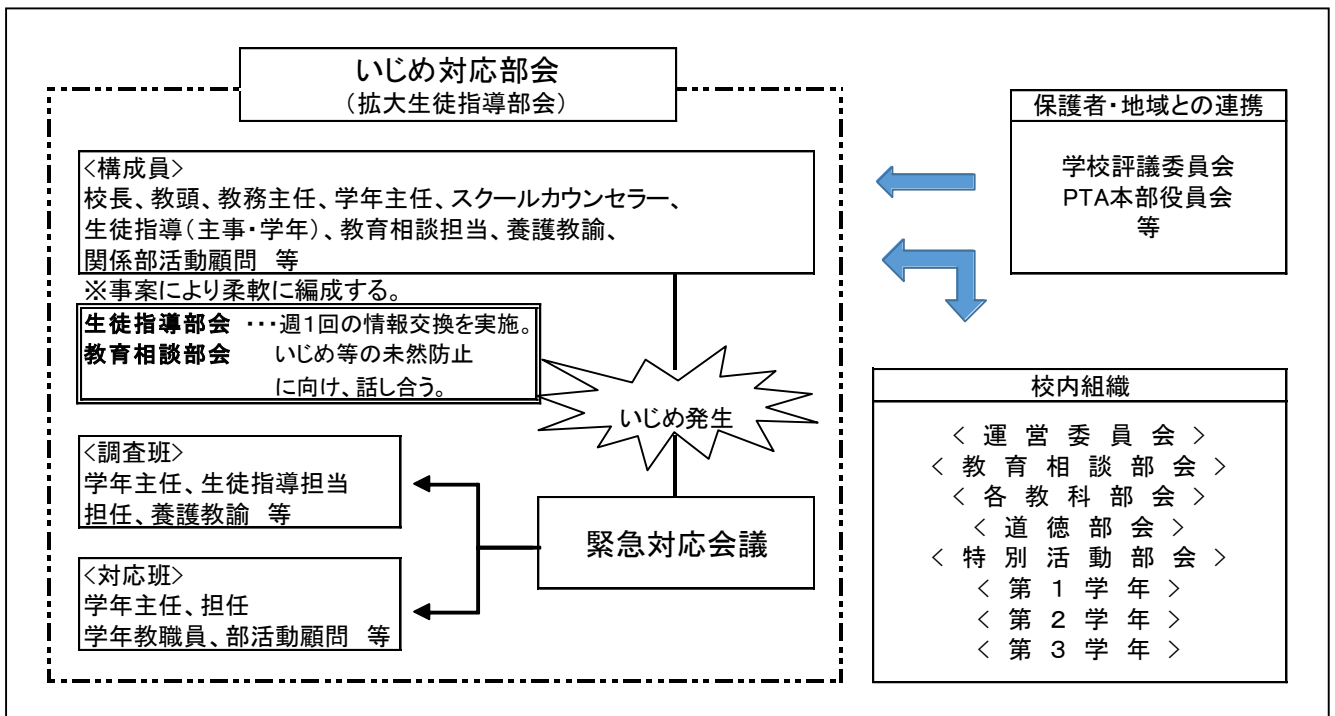 いじめ対応部会
（拡大生徒指導部会）
<構成員>
校長、教頭、教務主任、学年主任、スクールカウンセラー、
生徒指導（主事・学年）、教育相談担当、養護教諭、
関係部活動顧問　等
※事案により柔軟に編成する。
生徒指導部会 ･･･週１回の情報交換を実施。
教育相談部会　いじめ等の未然防止
に向け、話し合う。
いじめ発生
<調査班>
学年主任、生徒指導担当
担任、養護教諭　等
緊急対応会議
<対応班>
学年主任、担任
学年教職員、部活動顧問　等
保護者・地域との連携
学校評議委員会
PTA本部役員会
等
校内組織
< 運 営 委 員 会 >
< 教 育 相 談 部 会 >
< 各 教 科 部 会 >
< 道 徳 部 会 >
< 特 別 活 動 部 会 >
< 第 １ 学 年 >
< 第 ２ 学 年 >
< 第 ３ 学 年 >